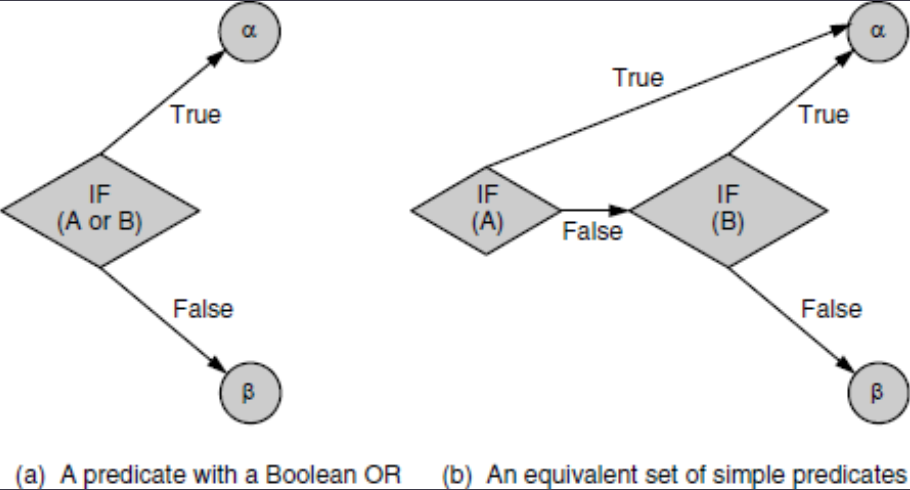 α
True
IF
(A or B)
False
β
(a) A predicate with a Boolean OR
α
True
True
IF
(A)
False
IF
(B)
False
β
(b) An equivalent set of simple predicates